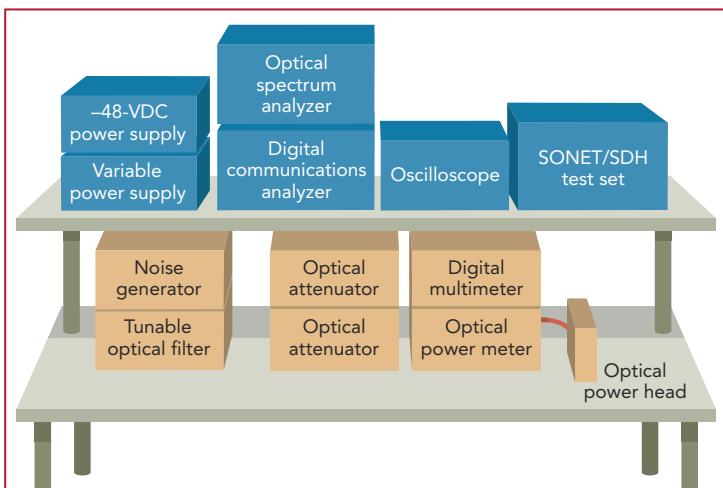 Optical
spectrum
analyzer
–48-VDC
power supply
Variable
power supply
Digital
communications
analyzer
Oscilloscope
SONET/SDH
test set
Noise
generator
Tunable
optical filter
Optical
attenuator
Optical
attenuator
Digital
multimeter
Optical
power meter
Optical
power head